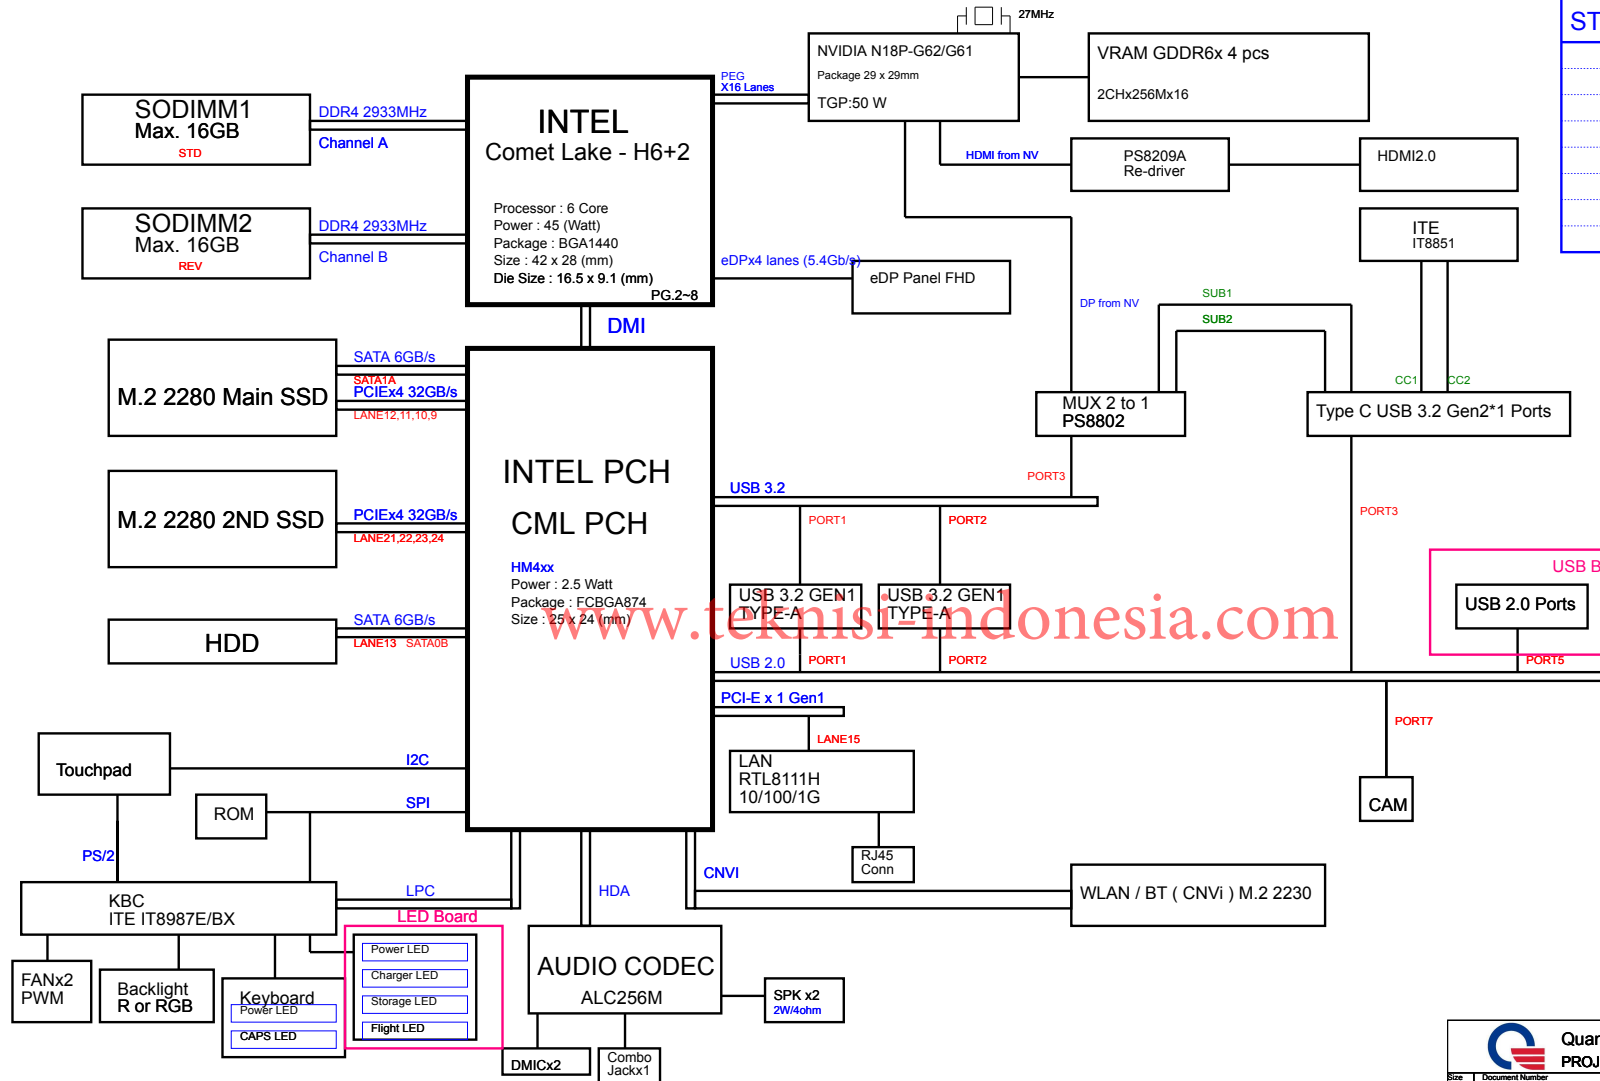 27MHz
ST
NVIDIA N18P-G62/G61
Package 29 x 29mm
TGP:50 W
VRAM GDDR6x 4 pcs
2CHx256Mx16
PEG
X16 Lanes
SODIMM1
Max. 16GB
STD
DDR4 2933MHz
Channel A
INTEL
Comet Lake - H6+2
Processor : 6 Core
Power : 45 (Watt)
Package : BGA1440
Size : 42 x 28 (mm)
Die Size : 16.5 x 9.1 (mm)
PG.2~8
HDMI from NV
PS8209A
Re-driver
HDMI2.0
SODIMM2
Max. 16GB
REV
DDR4 2933MHz
Channel B
ITE
IT8851
eDPx4 lanes (5.4Gb/s)
eDP Panel FHD
DP from NV
SUB1
SUB2
DMI
CC1
CC2
M.2 2280 Main SSD
SATA 6GB/s
SATA1A
PCIEx4 32GB/s
LANE12,11,10,9
MUX 2 to 1
PS8802
Type C USB 3.2 Gen2*1 Ports
INTEL PCH
CML PCH
HM4xx
Power : 2.5 Watt
Package : FCBGA874
Size : 25 x 24 (mm)
PORT3
USB 3.2
PORT1
PORT2
PORT3
M.2 2280 2ND SSD
PCIEx4 32GB/s
LANE21,22,23,24
USB 3.2 GEN1
TYPE-A
USB 3.2 GEN1
TYPE-A
USB B
USB 2.0 Ports
www.teknisi-indonesia.com
HDD
SATA 6GB/s
LANE13
SATA0B
USB 2.0
PORT1
PORT2
PORT5
PCI-E x 1 Gen1
LANE15
PORT7
LAN
RTL8111H
10/100/1G
CAM
Touchpad
I2C
ROM
SPI
PS/2
RJ45
Conn
KBC
ITE IT8987E/BX
LPC
HDA
CNVI
WLAN / BT ( CNVi ) M.2 2230
LED Board
Power LED
Charger LED
Storage LED
Flight LED
FANx2
PWM
Backlight
R or RGB
Keyboard
Power LED
CAPS LED
AUDIO CODEC
ALC256M
SPK x2
2W/4ohm
DMICx2
Combo
Jackx1
Quan
PROJ
Size
Document Number